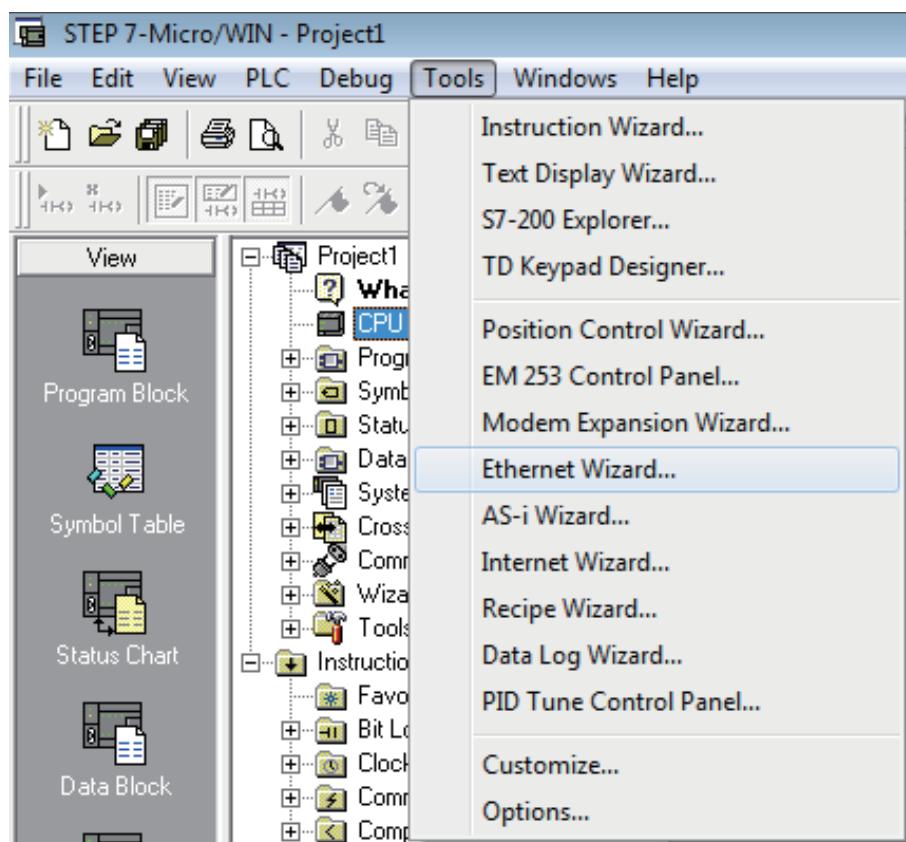 STEP 7-Micro/WIN - Project1
File Edit View PLC Debug Tools Windows Help
View
Program Block
Symbol Table
Status Chart
Data Block
Project1
CPU
Instruction Wizard...
Text Display Wizard...
S7-200 Explorer...
TD Keypad Designer...
Position Control Wizard...
EM 253 Control Panel...
Modem Expansion Wizard...
Ethernet Wizard...
AS-i Wizard...
Internet Wizard...
Recipe Wizard...
Data Log Wizard...
PID Tune Control Panel...
Customize...
Options...